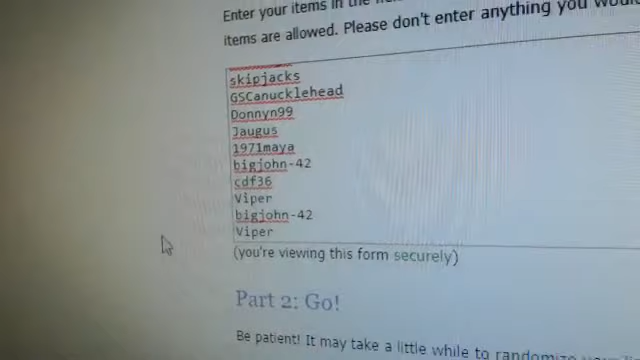 Enter your items in the
items are allowed. Please don't enter anything you would
skipjacks
GSCanucklehead
Donnyn99
Jaugus
1971maya
bigjohn-42
cdf36
Viper
bigjohn-42
Viper
(you're viewing this form securely)
Part 2: Go!
Be patient! It may take a little while to randomize your